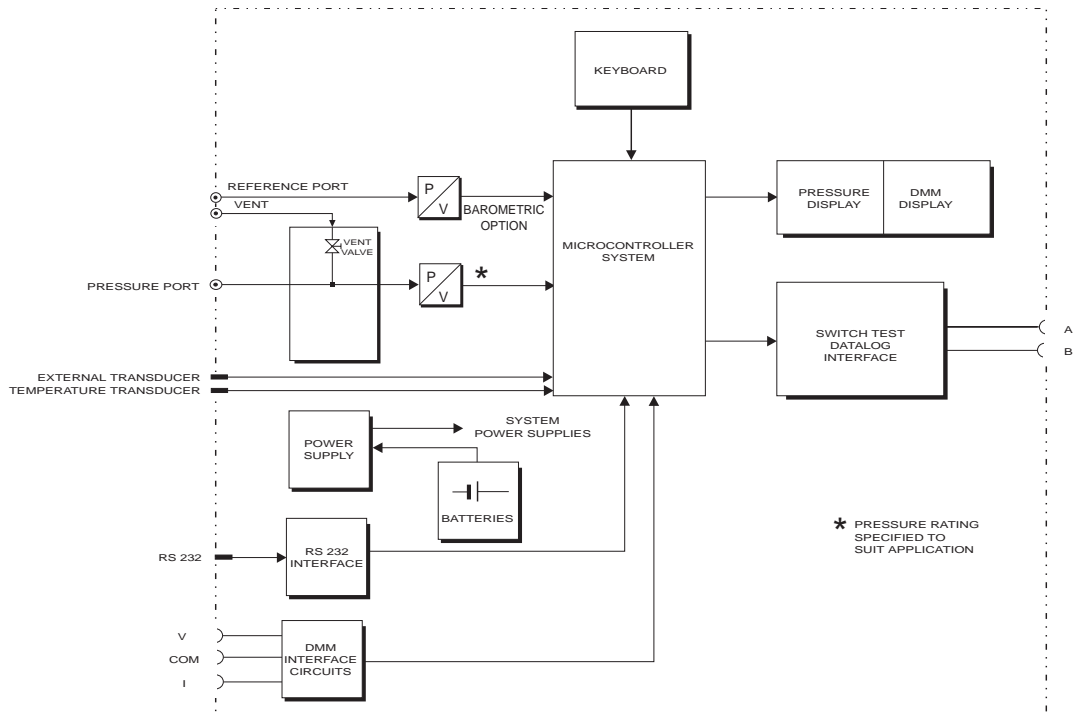 KEYBOARD
REFERENCE PORT
VENT
P
V
BAROMETRIC
OPTION
VENT
VALVE
PRESSURE PORT
P
V
*
MICROCONTROLLER
SYSTEM
PRESSURE
DISPLAY
DMM
DISPLAY
SWITCH TEST
DATALOG
INTERFACE
A
B
EXTERNAL TRANSDUCER
TEMPERATURE TRANSDUCER
POWER
SUPPLY
SYSTEM
POWER SUPPLIES
BATTERIES
* PRESSURE RATING
SPECIFIED TO
SUIT APPLICATION
RS 232
RS 232
INTERFACE
V
COM
I
DMM
INTERFACE
CIRCUITS